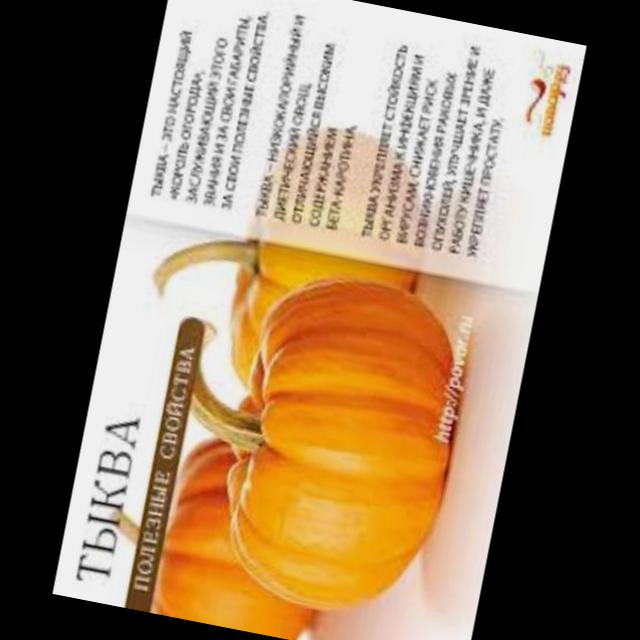 ТЫКВА
ПОЛЕЗНЫЕ СВОЙСТВА
ТЫКВА – ЭТО НАСТОЯЩИЙ
«КОРОЛЬ ОГОРОДА»,
ЗАСЛУЖИВАЮЩИЙ ЭТОГО
ЗВАНИЯ И ЗА СВОИ ГАБАРИТЫ,
ЗА СВОИ ПОЛЕЗНЫЕ СВОЙСТВА.
ТЫКВА – НИЗКОКАЛОРИЙНЫЙ И
ДИЕТИЧЕСКИЙ ОВОЩ,
ОТЛИЧАЮЩИЙСЯ ВЫСОКИМ
СОДЕРЖАНИЕМ
БЕТА-КАРОТИНА
ТЫКВА УКРЕПЛЯЕТ СТОЙКОСТЬ
ОРГАНИЗМА К ИНФЕКЦИЯМ И
ВИРУСАМ, СНИЖАЕТ РИСК
ВОЗНИКНОВЕНИЯ РАКОВЫХ
ОПУХОЛЕЙ, УЛУЧШАЕТ ЗРЕНИЕ И
РАБОТУ КИШЕЧНИКА, И ДАЖЕ
УКРЕПЛЯЕТ ПРОСТАТУ.
http://povar.ru